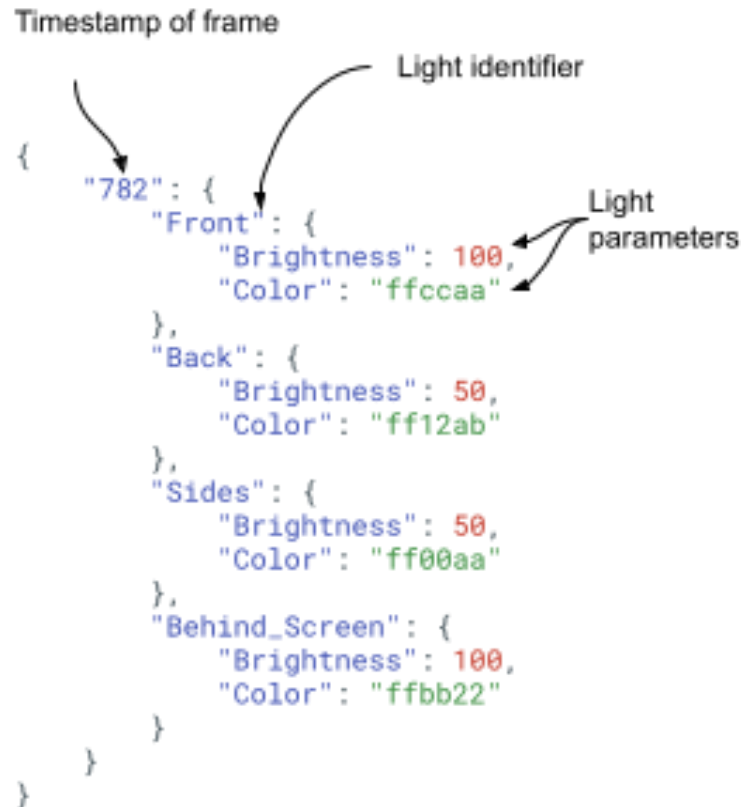 Timestamp of frame
Light identifier
{
"782": {
"Front": {
Light
parameters
"Brightness": 100,
"Color": "ffccaa"
},
"Back": {
"Brightness": 50,
"Color": "ff12ab"
},
"Sides": {
"Brightness": 50,
"Color": "ff00aa"
},
"Behind_Screen": {
"Brightness": 100,
"Color": "ffbb22"
}
}
}